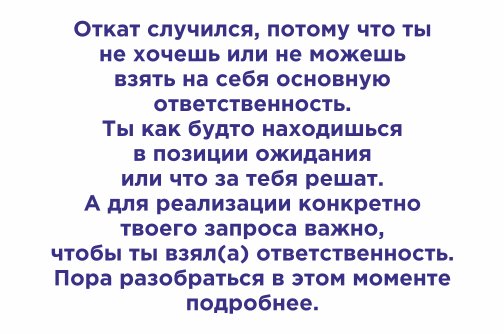 Откат случился, потому что ты
не хочешь или не можешь
взять на себя основную
ответственность.
Ты как будто находишься
в позиции ожидания
или что за тебя решат.
А для реализации конкретно
твоего запроса важно,
чтобы ты взял(а) ответственность.
Пора разобраться в этом моменте
подробнее.